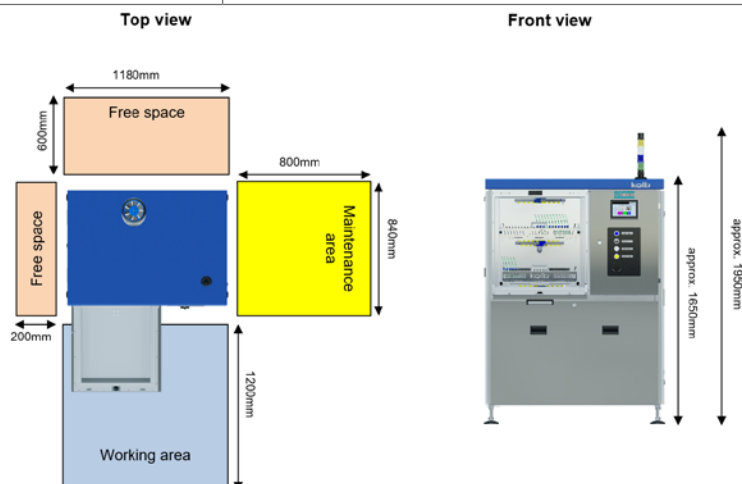 Top view
Front view
1180mm
600mm
Free space
800mm
Free space
Maintenance
area
840mm
200mm
1200mm
Working area
kolb
approx. 1650mm
approx. 1950mm